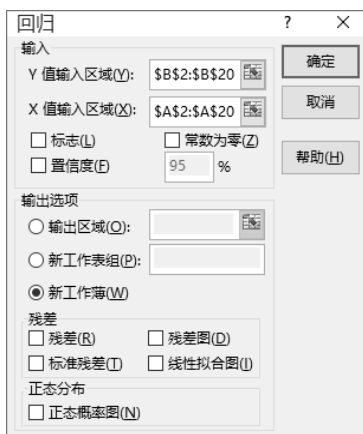 回归 ? ×
输入
Y 值输入区域(Y): $B$2:$B$20
X 值输入区域(X): $A$2:$A$20
标志(L) 常数为零(Z)
置信度(F) 95 %
确定
取消
帮助(H)
输出选项
输出区域(O):
新工作表组(P):
新工作薄(W)
残差
残差(R) 残差图(D)
标准残差(T) 线性拟合图(I)
正态分布
正态概率图(N)